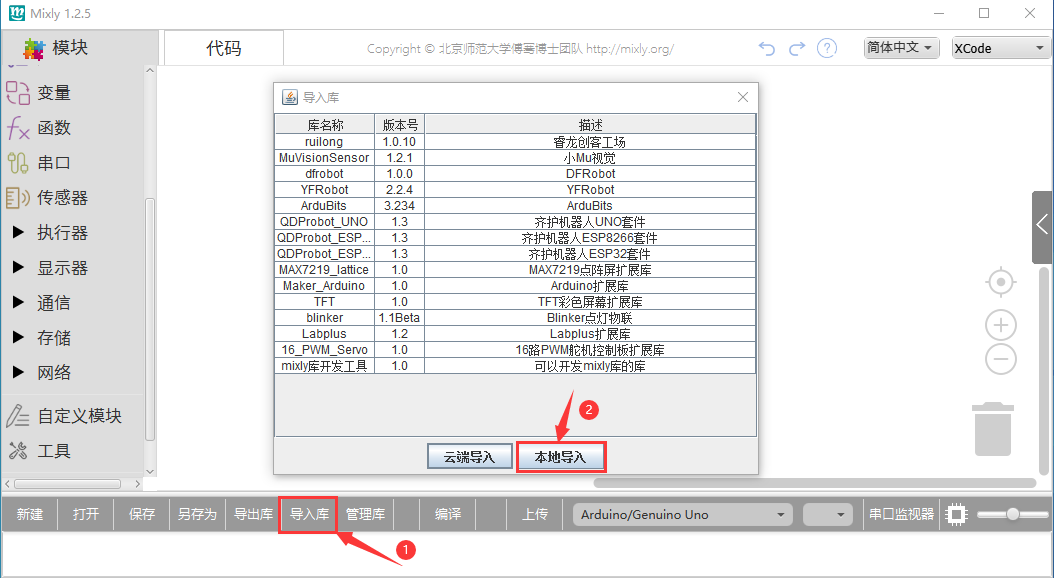 Mixly 1.2.5
模块
代码
Copyright © 北京师范大学傅骞博士团队 http://mixly.org/
简体中文
XCode
变量
函数
串口
传感器
执行器
显示器
通信
存储
网络
自定义模块
工具
导入库
库名称 版本号 描述
ruilong 1.0.10 睿龙创客工场
MuVisionSensor 1.2.1 小Mu视觉
dfrobot 1.0.0 DFRobot
YFRobot 2.2.4 YFRobot
ArduBits 3.234 ArduBits
QDProbot_UNO 1.3 齐护机器人UNO套件
QDProbot_ESP... 1.3 齐护机器人ESP8266套件
QDProbot_ESP... 1.3 齐护机器人ESP32套件
MAX7219_lattice 1.0 MAX7219点阵屏扩展库
Maker_Arduino 1.0 Arduino扩展库
TFT 1.0 TFT彩色屏幕扩展库
blinker 1.1Beta Blinker点灯物联
Labplus 1.2 Labplus扩展库
16_PWM_Servo 1.0 16路PWM舵机控制板扩展库
mixly库开发工具 1.0 可以开发mixly库的库
2
云端导入 本地导入
新建 打开 保存 另存为 导出库 导入库 管理库 编译 上传 Arduino/Genuino Uno 串口监视器
1